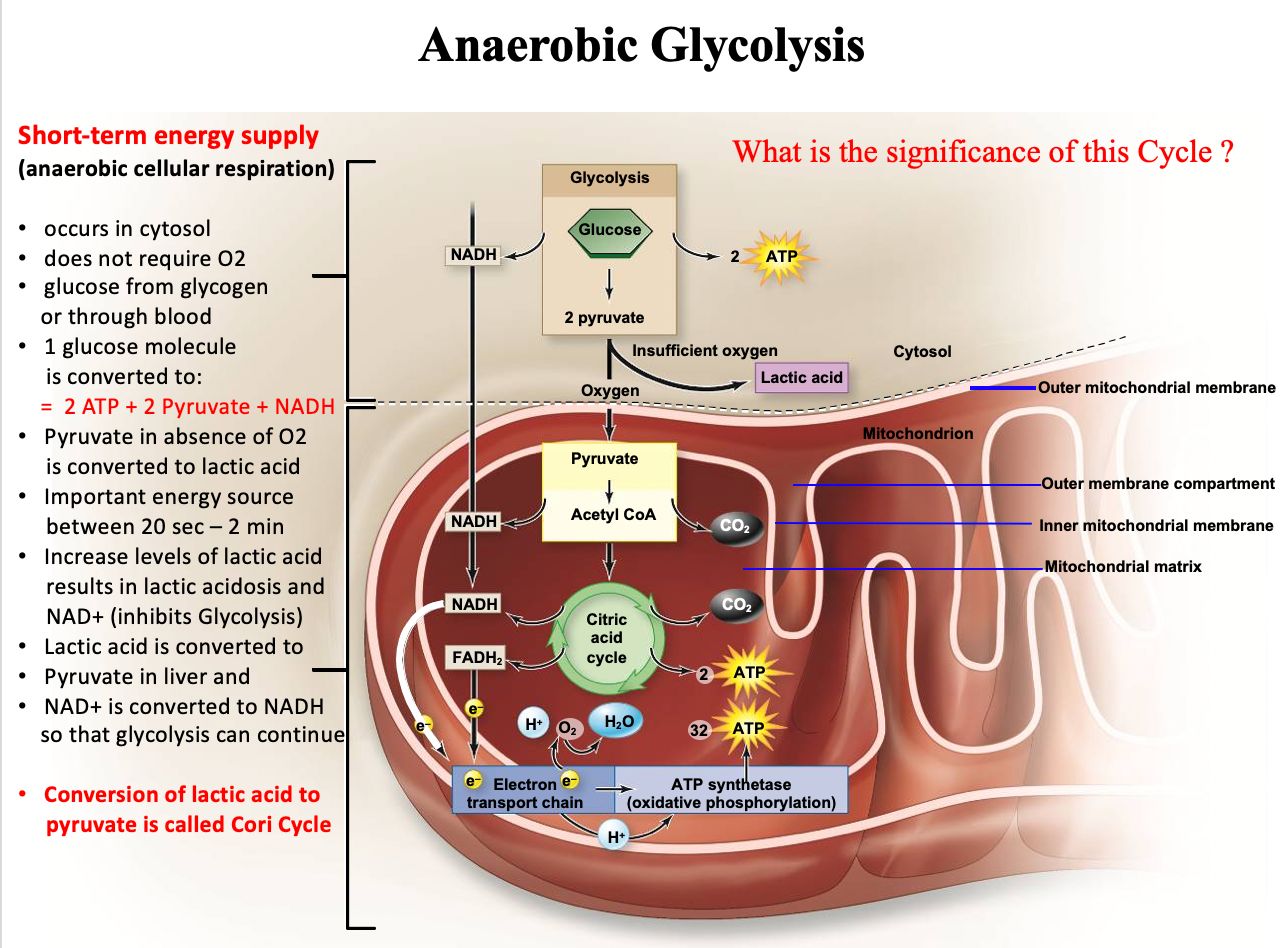 Anaerobic Glycolysis
Short-term energy supply
(anaerobic cellular respiration)
• occurs in cytosol
• does not require O2
• glucose from glycogen
or through blood
• 1 glucose molecule
is converted to:
= 2 ATP + 2 Pyruvate + NADH
• Pyruvate in absence of O2
is converted to lactic acid
• Important energy source
between 20 sec – 2 min
• Increase levels of lactic acid
results in lactic acidosis and
NAD+ (inhibits Glycolysis)
• Lactic acid is converted to
• Pyruvate in liver and
• NAD+ is converted to NADH
so that glycolysis can continue
• Conversion of lactic acid to
pyruvate is called Cori Cycle
What is the significance of this Cycle ?
Glycolysis
Glucose
NADH
2 ATP
2 pyruvate
Insufficient oxygen
Cytosol
Lactic acid
Oxygen
Outer mitochondrial membrane
Mitochondrion
Pyruvate
Outer membrane compartment
Acetyl CoA
NADH
CO₂
Inner mitochondrial membrane
Mitochondrial matrix
NADH
CO₂
Citric
acid
cycle
FADH₂
2 ATP
e⁻
e⁻
H⁺
O₂
H₂O
32 ATP
e⁻
e⁻
Electron
transport chain
ATP synthetase
(oxidative phosphorylation)
H⁺